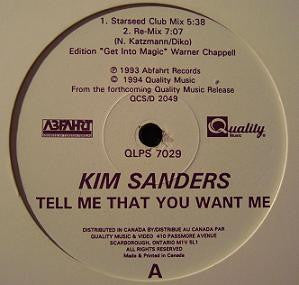 1. Starseed Club Mix 5:38
2. Re-Mix 7:07
(N. Katzmann/Diko)
Edition "Get Into Magic" Warner Chappell
℗ 1993 Abfahrt Records
© 1994 Quality Music
From the forthcoming Quality Music Release
QCS/D 2049
ABFAHRT
Quality
MUSIC
QLPS 7029
KIM SANDERS
TELL ME THAT YOU WANT ME
DISTRIBUTED IN CANADA BY/DISTRIBUE AU CANADA PAR
QUALITY MUSIC & VIDEO 410 PASSMORE AVENUE
SCARBOROUGH, ONTARIO M1V 5L1
ALL RIGHTS RESERVED
Made & Printed in Canada
A